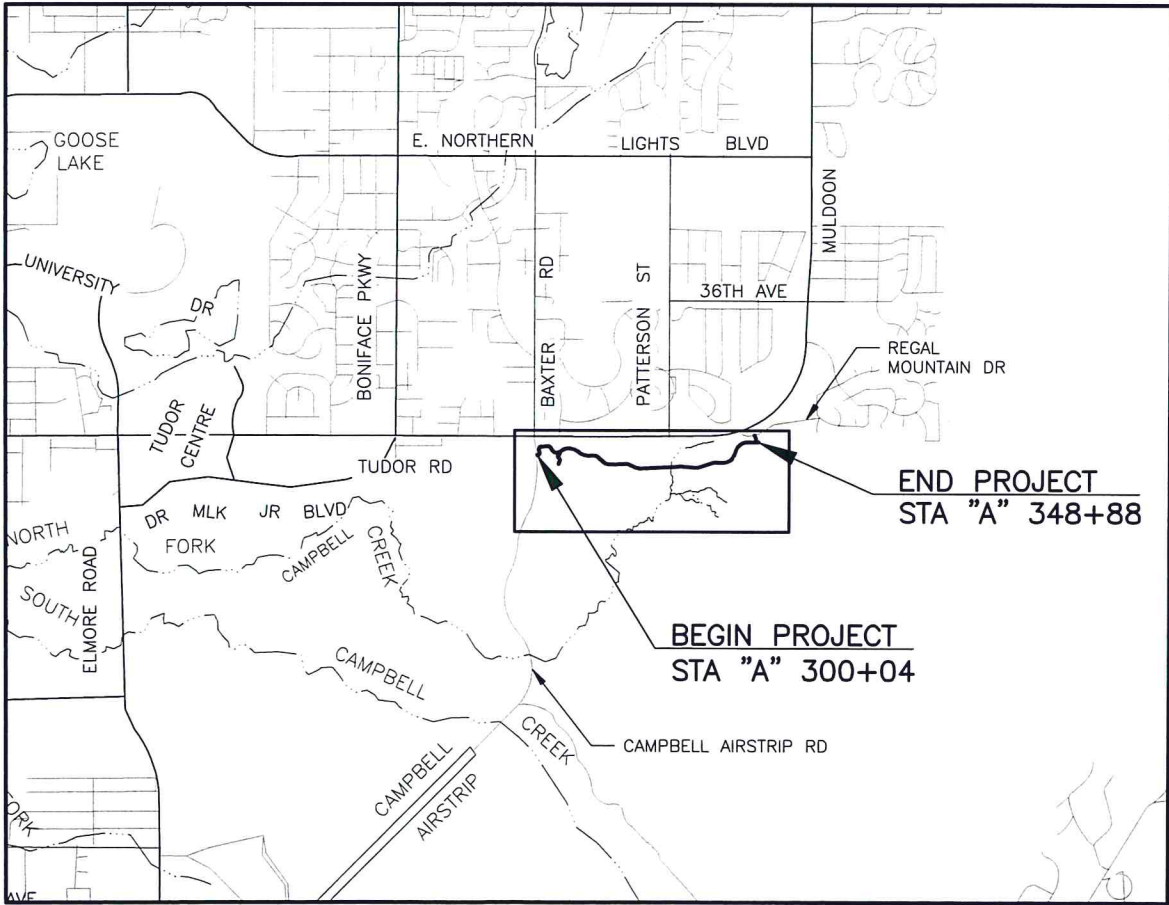 GOOSE
LAKE
E. NORTHERN LIGHTS BLVD
MULDOON
UNIVERSITY
DR
BONIFACE PKWY
BAXTER RD
PATTERSON ST
36TH AVE
REGAL
MOUNTAIN DR
TUDOR
CENTRE
TUDOR RD
END PROJECT
STA "A" 348+88
DR MLK JR BLVD
NORTH
FORK
CAMPBELL
CREEK
SOUTH
ELMORE ROAD
BEGIN PROJECT
STA "A" 300+04
CAMPBELL
CREEK
CAMPBELL AIRSTRIP RD
CAMPBELL
AIRSTRIP
ORK
AVE